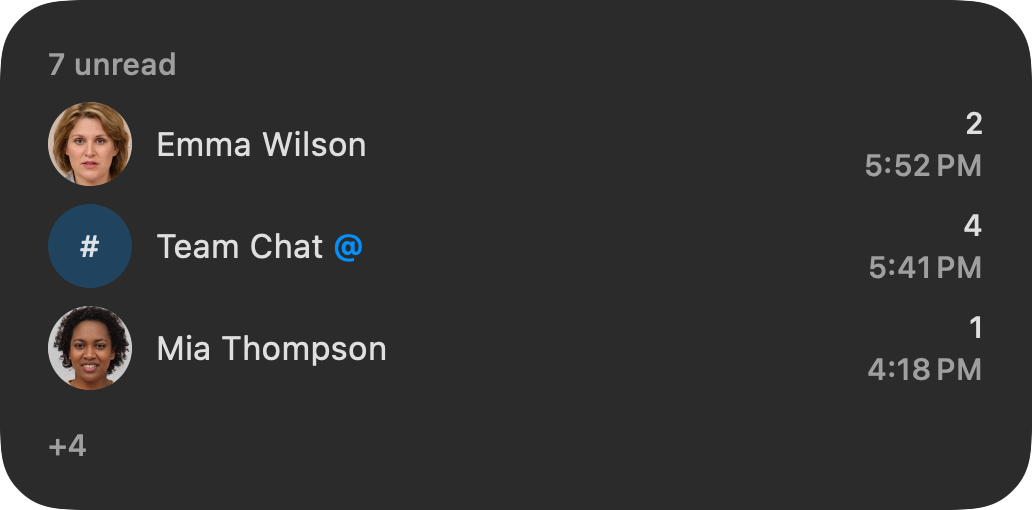 7 unread
Emma Wilson
2
5:52 PM
#
Team Chat @
4
5:41 PM
Mia Thompson
1
4:18 PM
+4